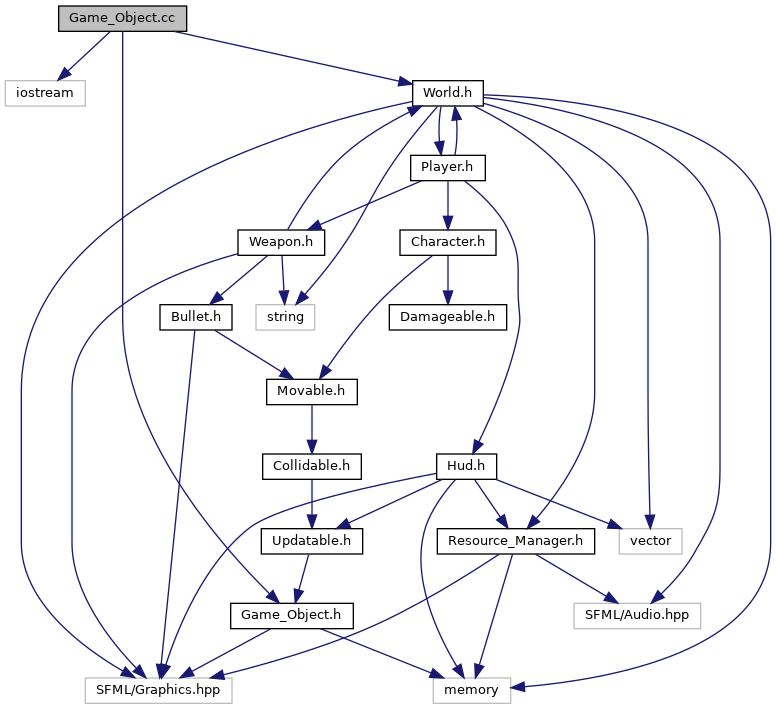 Game_Object.cc
iostream
World.h
Player.h
Weapon.h
Character.h
Bullet.h
string
Damageable.h
Movable.h
Collidable.h
Hud.h
Updatable.h
Resource_Manager.h
vector
Game_Object.h
SFML/Audio.hpp
SFML/Graphics.hpp
memory